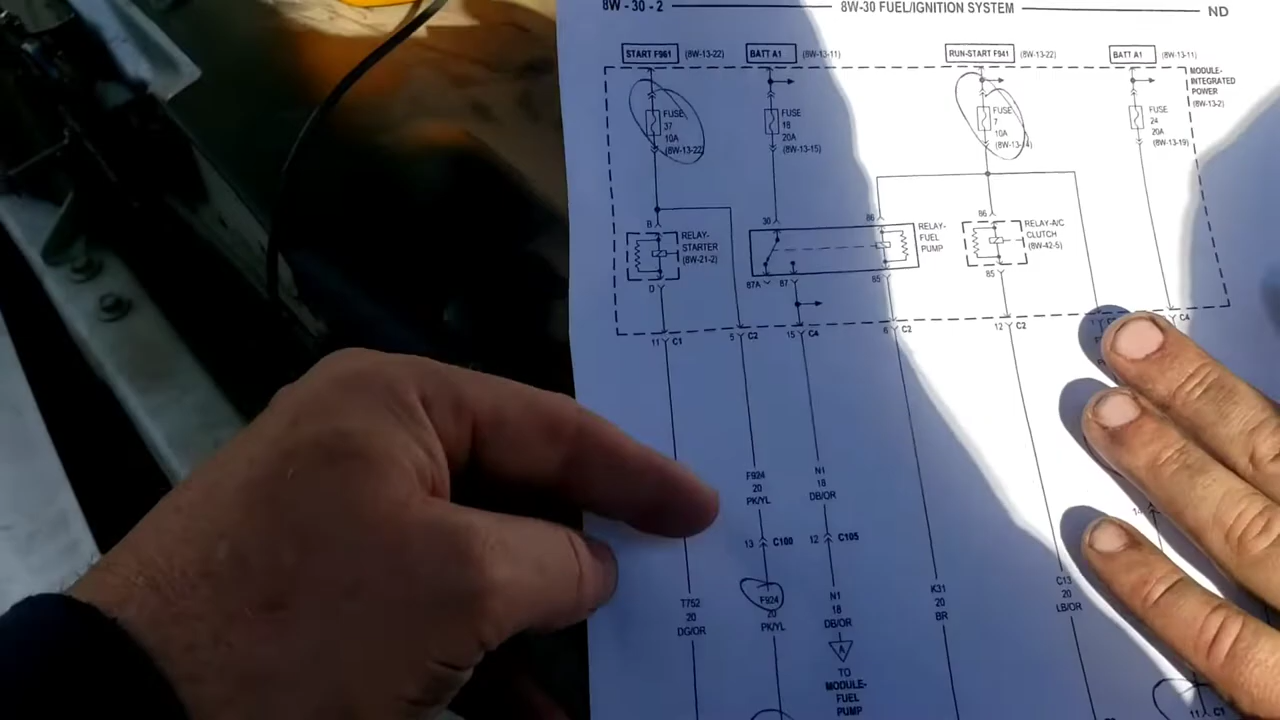 8W - 30 - 2
8W-30 FUEL/IGNITION SYSTEM
ND
START F961 (8W-13-22)
BATT A1 (8W-13-11)
RUN-START F941 (8W-13-22)
BATT A1 (8W-13-11)
MODULE-
INTEGRATED
POWER
(8W-13-2)
FUSE
37
10A
(8W-13-22)
FUSE
18
20A
(8W-13-15)
FUSE
7
10A
FUSE
24
20A
(8W-13-19)
B
RELAY-
STARTER
(8W-21-2)
D
30
86
RELAY-
FUEL
PUMP
87A
87
85
86
RELAY-A/C
CLUTCH
(8W-42-5)
85
11 C1
5 C2
15 C4
6 C2
12 C2
C4
F924
20
PK/YL
N1
18
DB/OR
13 C100
12 C105
T752
20
DG/OR
F924
20
PK/YL
N1
18
DB/OR
A
TO
MODULE-
FUEL
PUMP
K31
20
BR
C13
20
LB/OR
14
11 C1